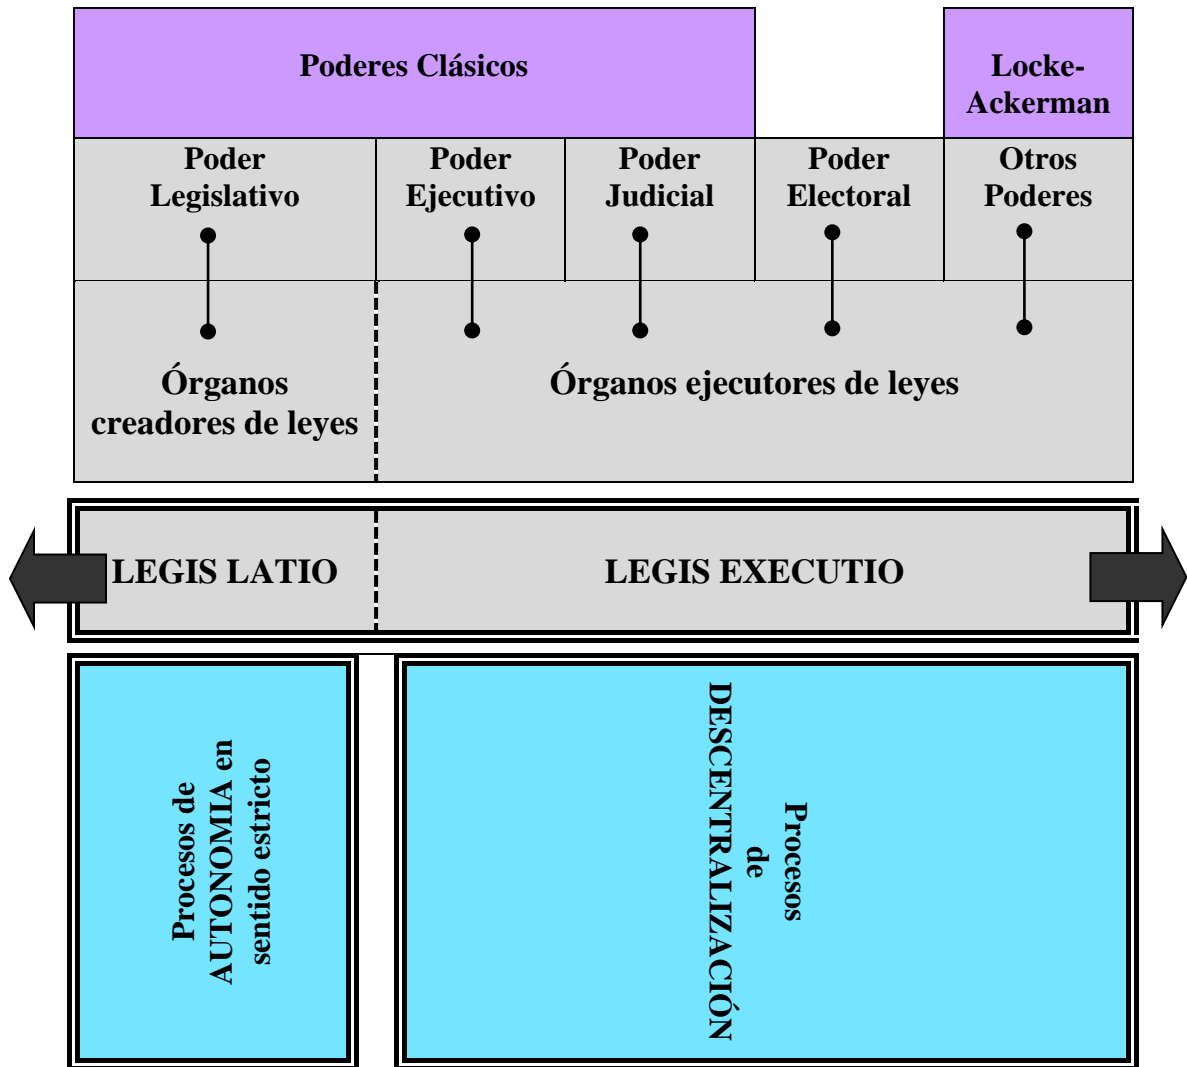 Poderes Clásicos
Locke-
Ackerman
Poder
Legislativo
Poder
Ejecutivo
Poder
Judicial
Poder
Electoral
Otros
Poderes
Órganos
creadores de leyes
Órganos ejecutores de leyes
LEGIS LATIO
LEGIS EXECUTIO
Procesos de
AUTONOMIA en
sentido estricto
Procesos
de
DESCENTRALIZACIÓN